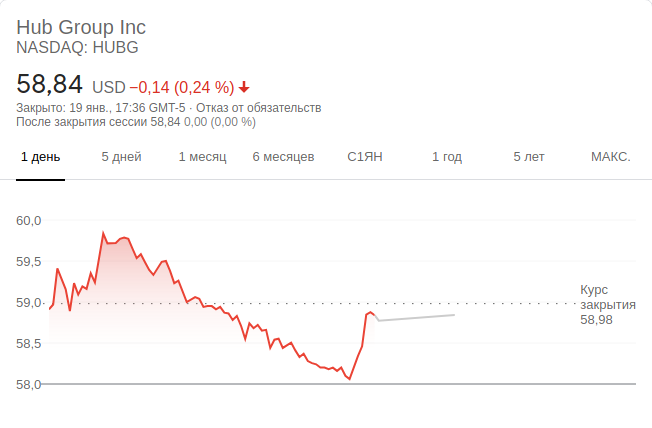 Hub Group Inc
NASDAQ: HUBG
58,84 USD −0,14 (0,24 %)
Закрыто: 19 янв., 17:36 GMT-5 · Отказ от обязательств
После закрытия сессии 58,84 0,00 (0,00 %)
1 день 5 дней 1 месяц 6 месяцев С1ЯН 1 год 5 лет МАКС.
60,0
59,5
59,0
58,5
58,0
Курс
закрытия
58,98